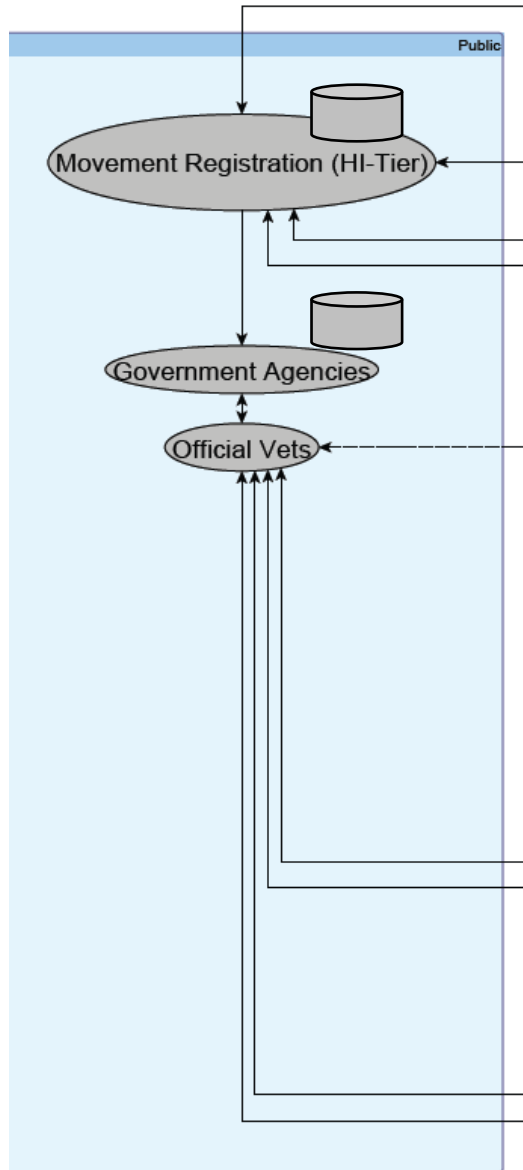 Public
Movement Registration (HI-Tier)
Government Agencies
Official Vets